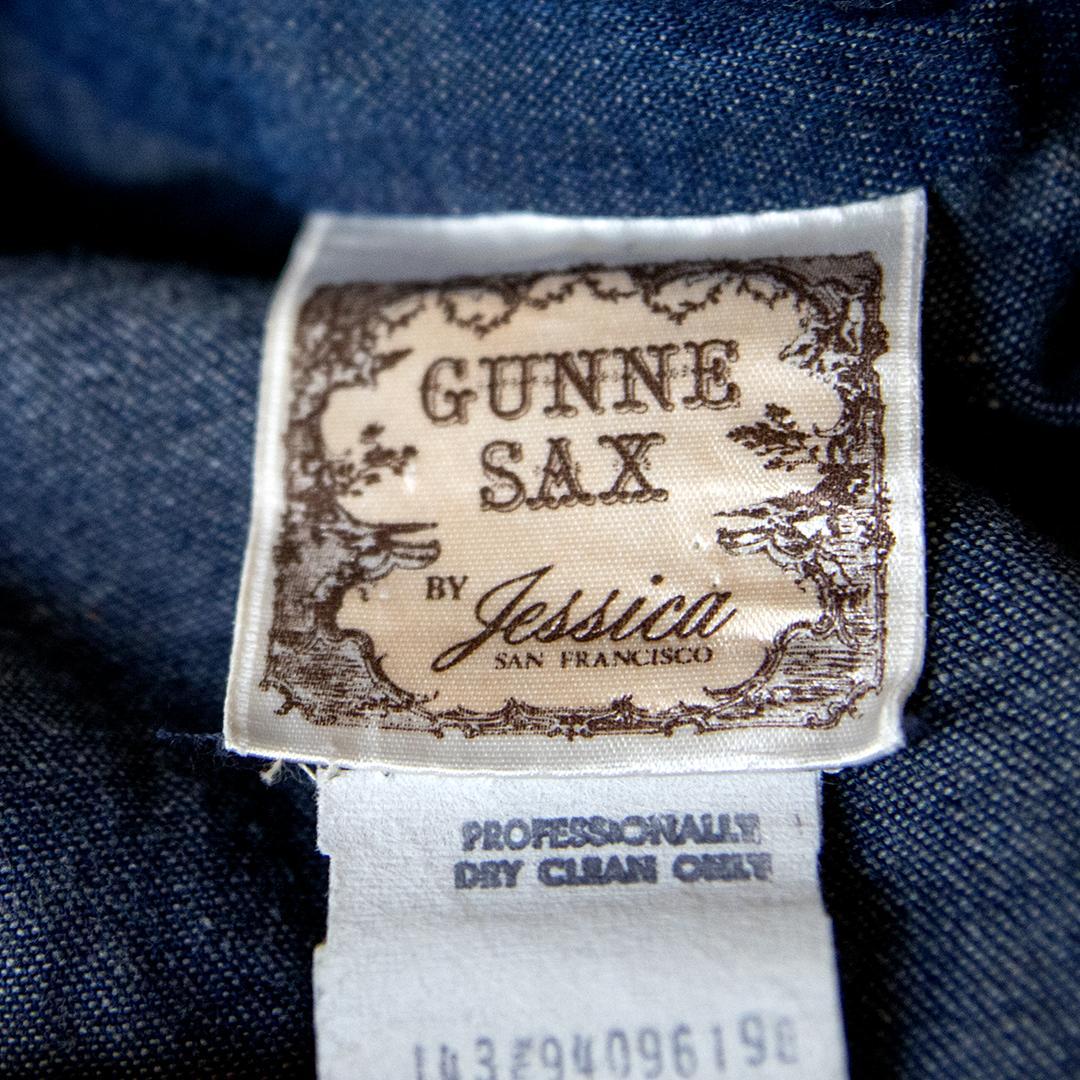 GUNNE
SAX
BY Jessica
SAN FRANCISCO
PROFESSIONALLY
DRY CLEAN ONLY